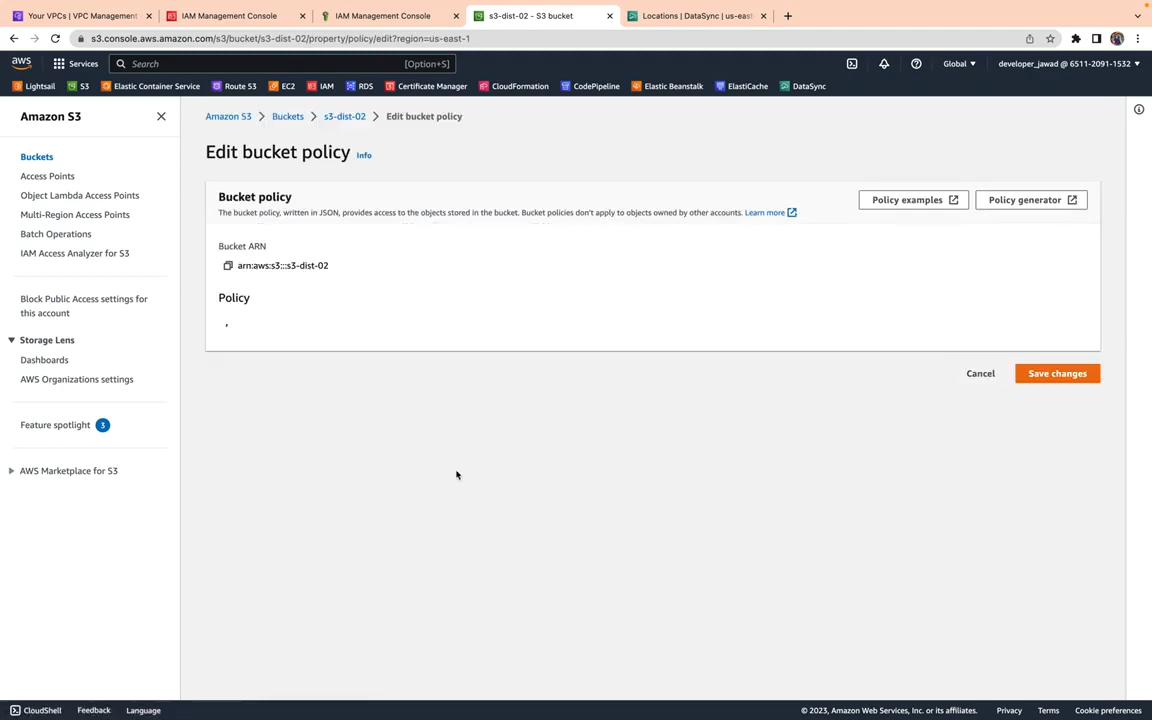 Your VPCs | VPC Management
IAM Management Console
IAM Management Console
s3-dist-02 - S3 bucket
Locations | DataSync | us-eas
s3.console.aws.amazon.com/s3/bucket/s3-dist-02/property/policy/edit?region=us-east-1
aws
Services
Search
[Option+S]
Global
developer_jawad @ 6511-2091-1532
Lightsail
S3
Elastic Container Service
Route 53
EC2
IAM
RDS
Certificate Manager
CloudFormation
CodePipeline
Elastic Beanstalk
ElastiCache
DataSync
Amazon S3
Buckets
Access Points
Object Lambda Access Points
Multi-Region Access Points
Batch Operations
IAM Access Analyzer for S3
Block Public Access settings for
this account
Storage Lens
Dashboards
AWS Organizations settings
Feature spotlight 3
AWS Marketplace for S3
Amazon S3 > Buckets > s3-dist-02 > Edit bucket policy
Edit bucket policy Info
Bucket policy
The bucket policy, written in JSON, provides access to the objects stored in the bucket. Bucket policies don't apply to objects owned by other accounts. Learn more
Policy examples
Policy generator
Bucket ARN
arn:aws:s3:::s3-dist-02
Policy
,
Cancel
Save changes
CloudShell
Feedback
Language
© 2023, Amazon Web Services, Inc. or its affiliates.
Privacy
Terms
Cookie preferences